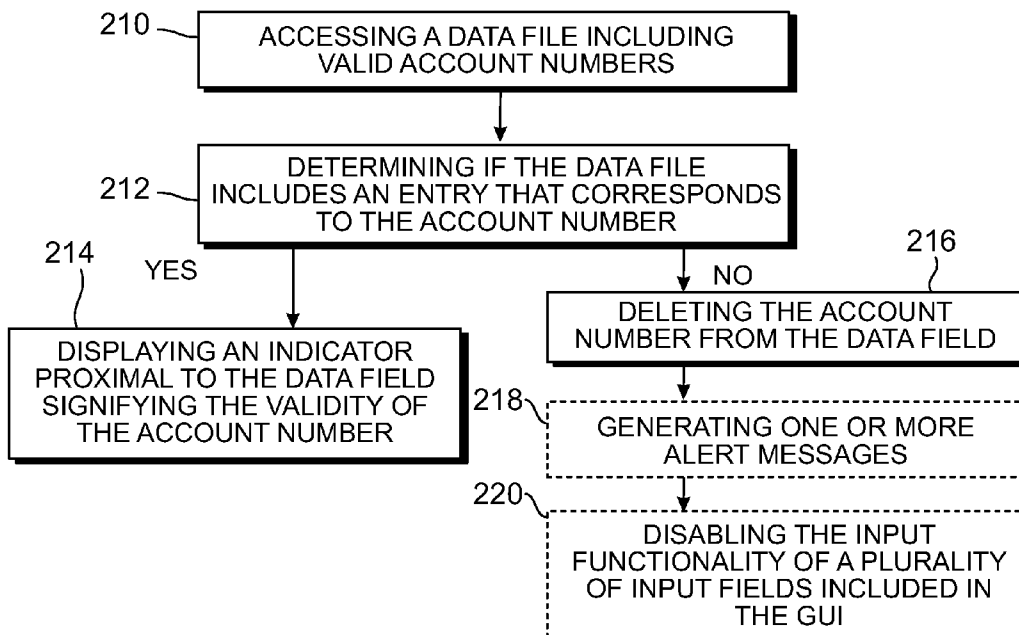 210
ACCESSING A DATA FILE INCLUDING
VALID ACCOUNT NUMBERS
212
DETERMINING IF THE DATA FILE
INCLUDES AN ENTRY THAT CORRESPONDS
TO THE ACCOUNT NUMBER
214
YES
DISPLAYING AN INDICATOR
PROXIMAL TO THE DATA FIELD
SIGNIFYING THE VALIDITY OF
THE ACCOUNT NUMBER
NO
216
DELETING THE ACCOUNT
NUMBER FROM THE DATA FIELD
218
GENERATING ONE OR MORE
ALERT MESSAGES
220
DISABLING THE INPUT
FUNCTIONALITY OF A PLURALITY
OF INPUT FIELDS INCLUDED IN
THE GUI